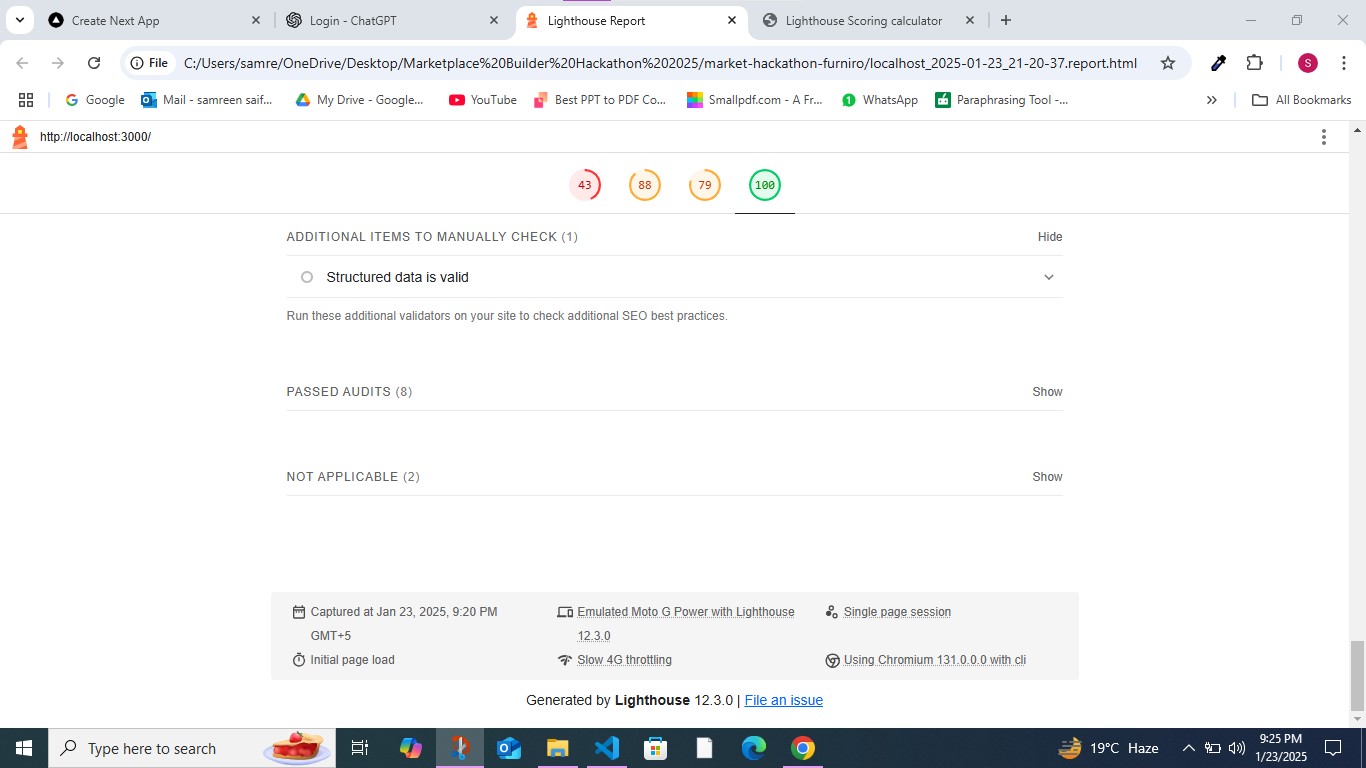 Create Next App
Login - ChatGPT
Lighthouse Report
Lighthouse Scoring calculator
File
C:/Users/samre/OneDrive/Desktop/Marketplace%20Builder%20Hackathon%202025/market-hackathon-furniro/localhost_2025-01-23_21-20-37.report.html
S
Google
Mail - samreen saif...
My Drive - Google...
YouTube
Best PPT to PDF Co...
Smallpdf.com - A Fr...
1
WhatsApp
Paraphrasing Tool -...
»
All Bookmarks
http://localhost:3000/
43
88
79
100
ADDITIONAL ITEMS TO MANUALLY CHECK (1)
Hide
Structured data is valid
Run these additional validators on your site to check additional SEO best practices.
PASSED AUDITS (8)
Show
NOT APPLICABLE (2)
Show
Captured at Jan 23, 2025, 9:20 PM
GMT+5
Emulated Moto G Power with Lighthouse
12.3.0
Single page session
Initial page load
Slow 4G throttling
Using Chromium 131.0.0.0 with cli
Generated by Lighthouse 12.3.0 | File an issue
Type here to search
19°C Haze
9:25 PM
1/23/2025